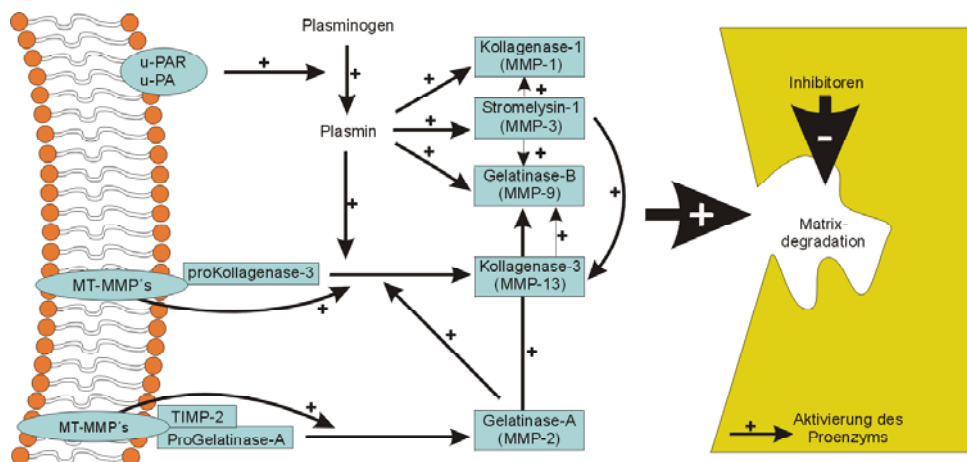 Plasminogen
u-PAR
u-PA
+
+
Plasmin
+
+
+
+
Kollagenase-1
(MMP-1)
+
Stromelysin-1
(MMP-3)
+
Gelatinase-B
(MMP-9)
+
+
MT-MMP´s
proKollagenase-3
+
Kollagenase-3
(MMP-13)
+
+
MT-MMP´s
TIMP-2
ProGelatinase-A
+
Gelatinase-A
(MMP-2)
+
Inhibitoren
–
Matrix-
degradation
+
Aktivierung des
Proenzyms